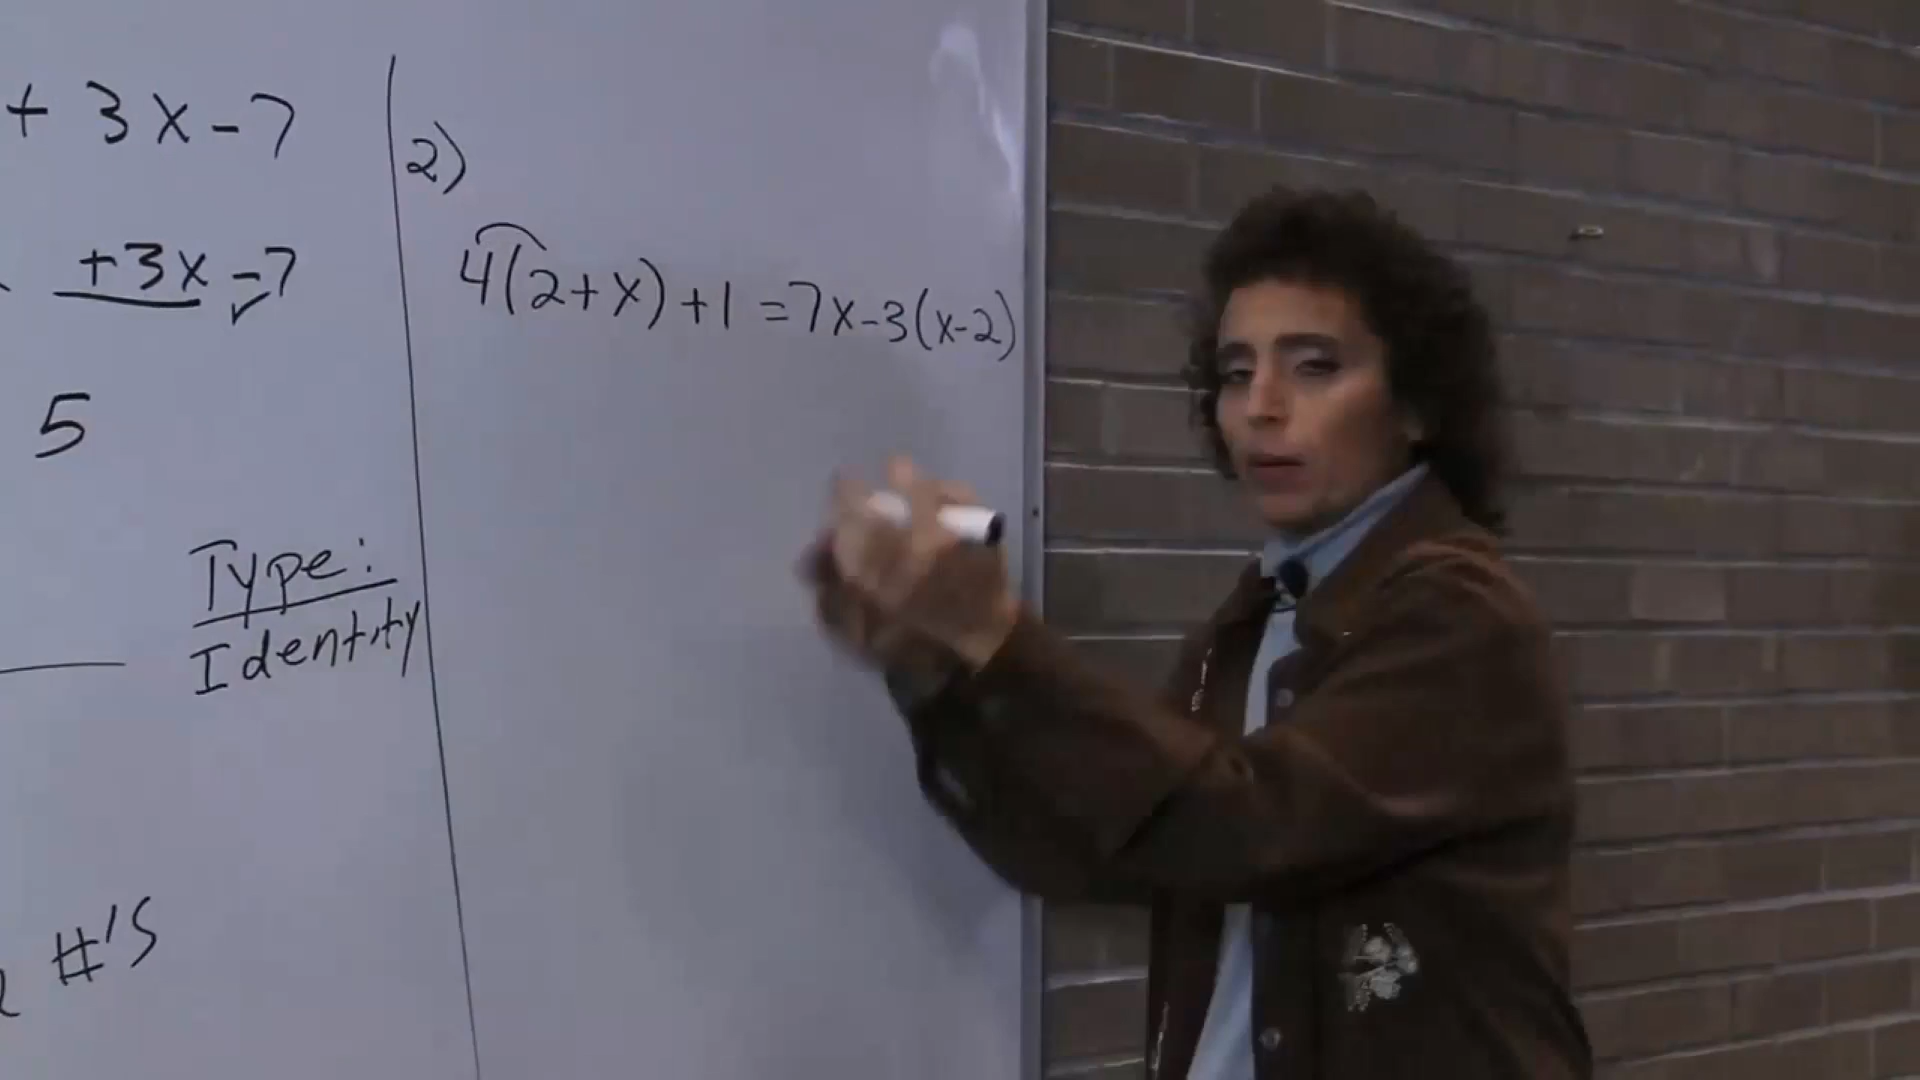 + 3x - 7
+3x - 7
5
Type:
Identity
#'s
2)
4(2+x) +1 = 7x-3(x-2)